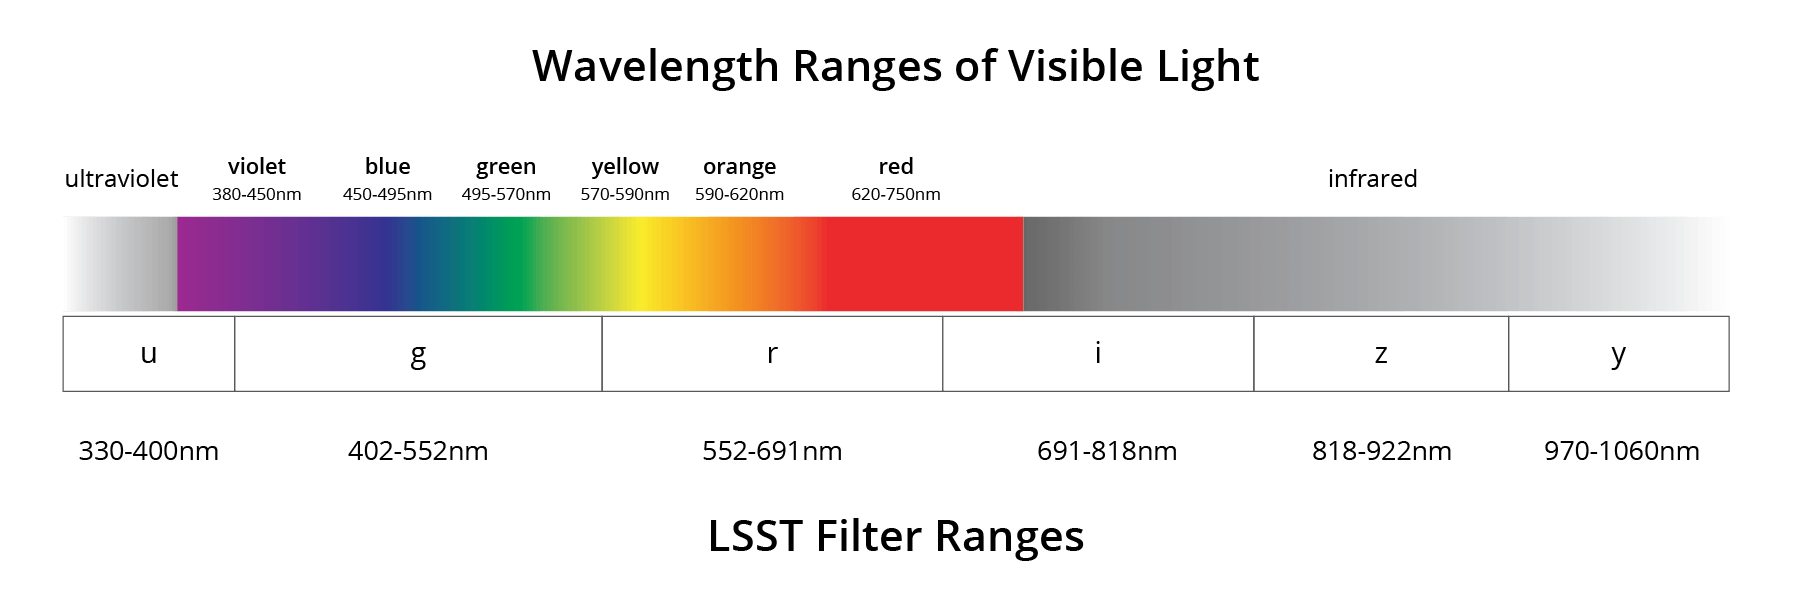 Wavelength Ranges of Visible Light
ultraviolet
violet
380-450nm
blue
450-495nm
green
495-570nm
yellow
570-590nm
orange
590-620nm
red
620-750nm
infrared
u g r i z y
330-400nm 402-552nm 552-691nm 691-818nm 818-922nm 970-1060nm
LSST Filter Ranges